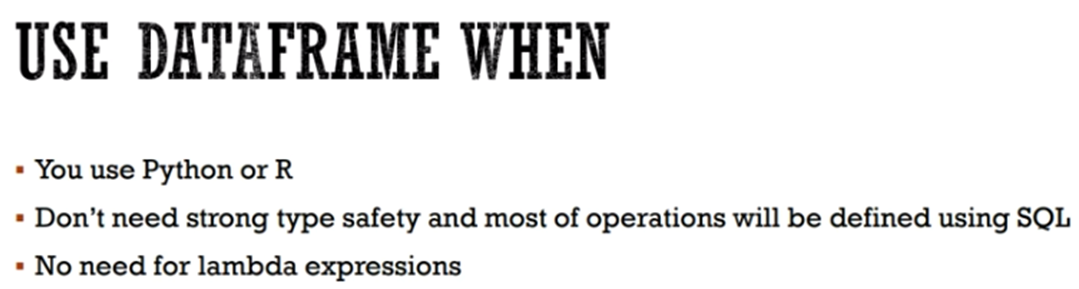 USE DATAFRAME WHEN
▪ You use Python or R
▪ Don't need strong type safety and most of operations will be defined using SQL
▪ No need for lambda expressions